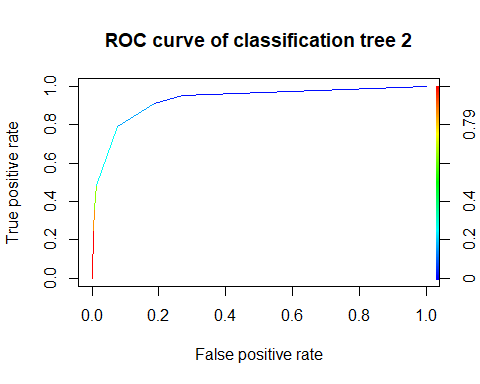 ROC curve of classification tree 2
True positive rate
1.0
0.8
0.6
0.4
0.2
0.0
0.79
0.4
0.2
0
0.0 0.2 0.4 0.6 0.8 1.0
False positive rate